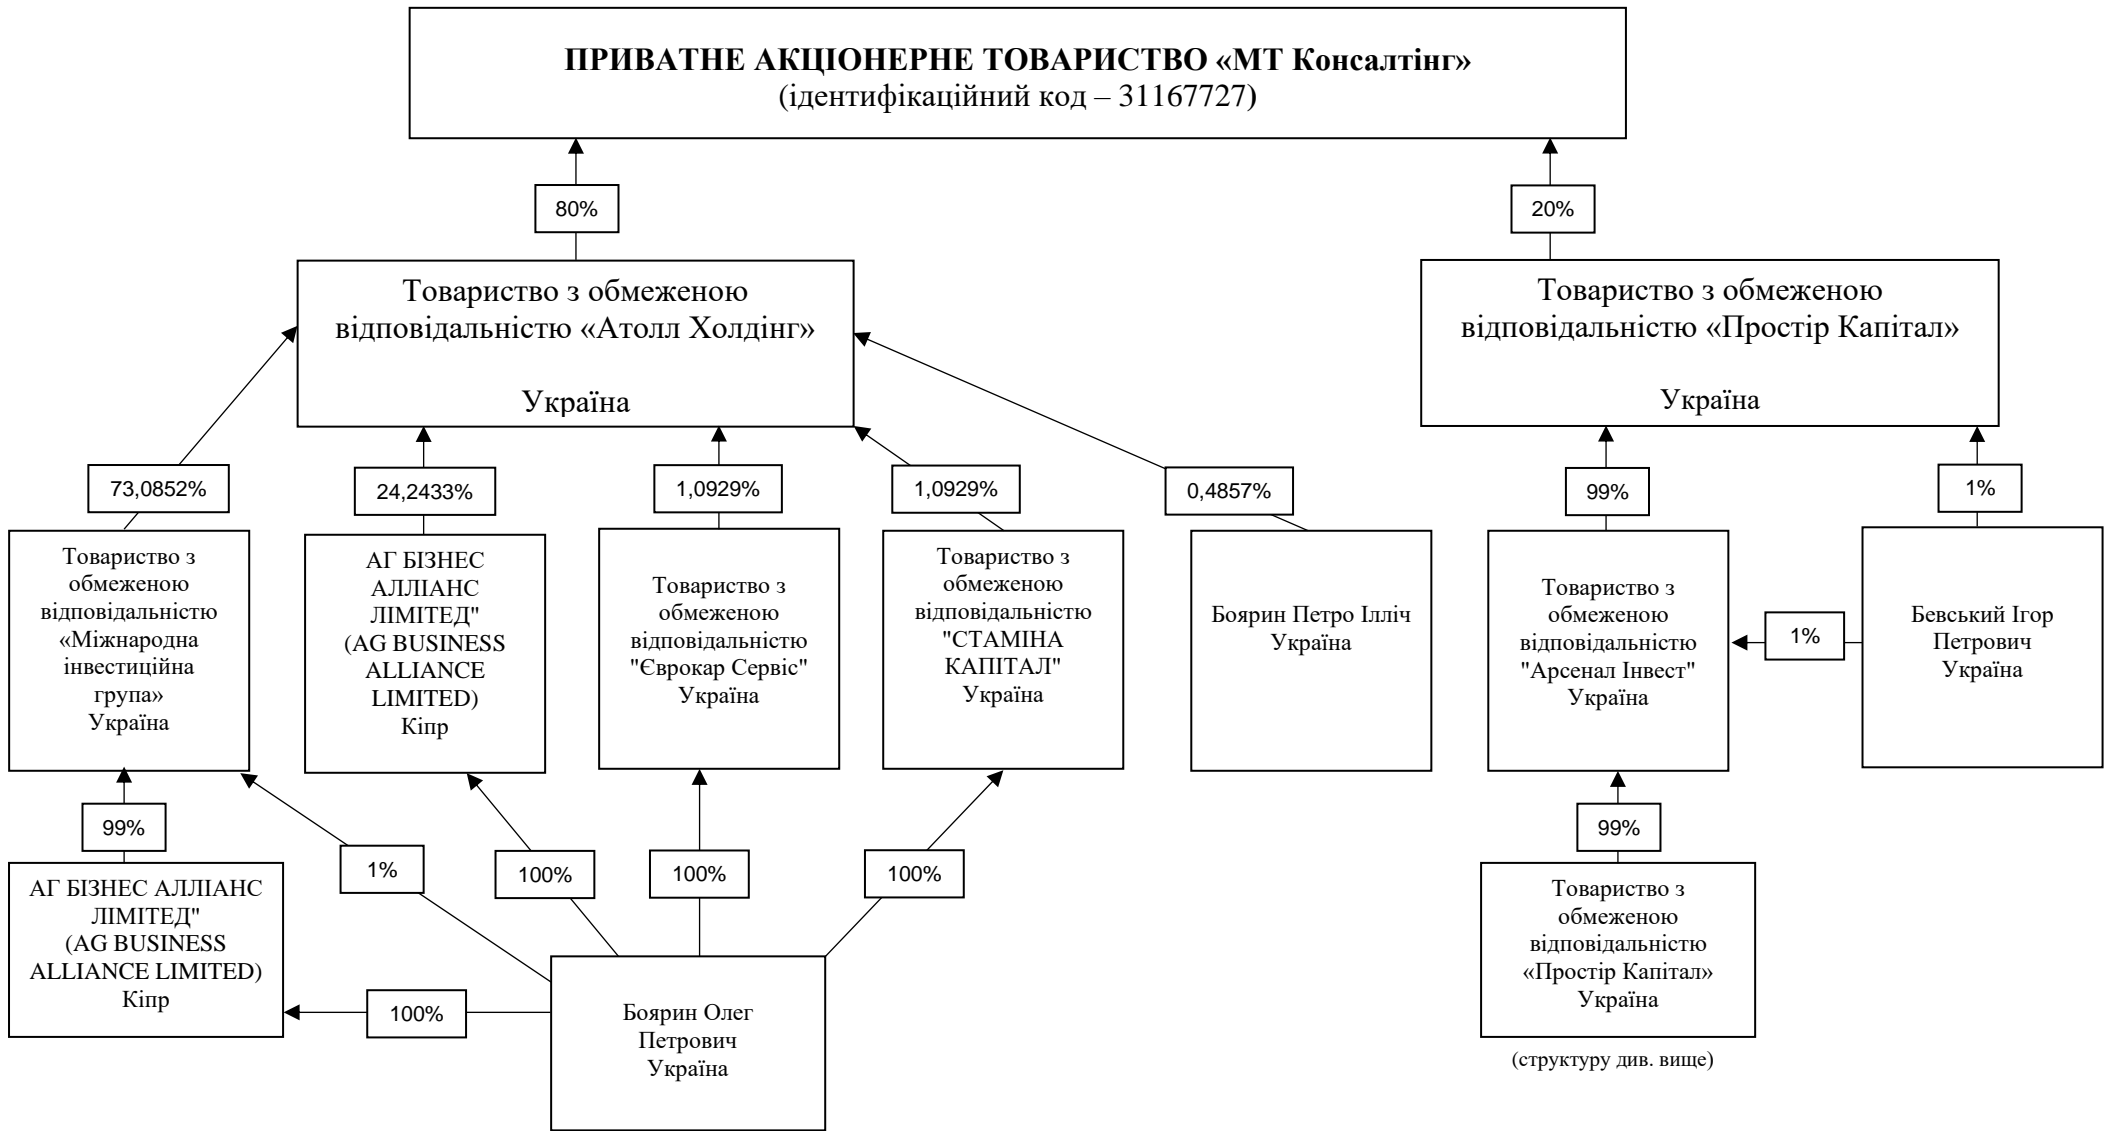 ПРИВАТНЕ АКЦІОНЕРНЕ ТОВАРИСТВО «МТ Консалтінг»
(ідентифікаційний код – 31167727)
80%
20%
Товариство з обмеженою
відповідальністю «Атолл Холдінг»
Україна
Товариство з обмеженою
відповідальністю «Простір Капітал»
Україна
73,0852%
24,2433%
1,0929%
1,0929%
0,4857%
99%
1%
Товариство з
обмеженою
відповідальністю
«Міжнародна
інвестиційна
група»
Україна
АГ БІЗНЕС
АЛЛІАНС
ЛІМІТЕД"
(AG BUSINESS
ALLIANCE
LIMITED)
Кіпр
Товариство з
обмеженою
відповідальністю
"Єврокар Сервіс"
Україна
Товариство з
обмеженою
відповідальністю
"СТАМІНА
КАПІТАЛ"
Україна
Боярин Петро Ілліч
Україна
Товариство з
обмеженою
відповідальністю
"Арсенал Інвест"
Україна
1%
Бевський Ігор
Петрович
Україна
99%
1%
100%
100%
100%
99%
АГ БІЗНЕС АЛЛІАНС
ЛІМІТЕД"
(AG BUSINESS
ALLIANCE LIMITED)
Кіпр
100%
Боярин Олег
Петрович
Україна
Товариство з
обмеженою
відповідальністю
«Простір Капітал»
Україна
(структуру див. вище)